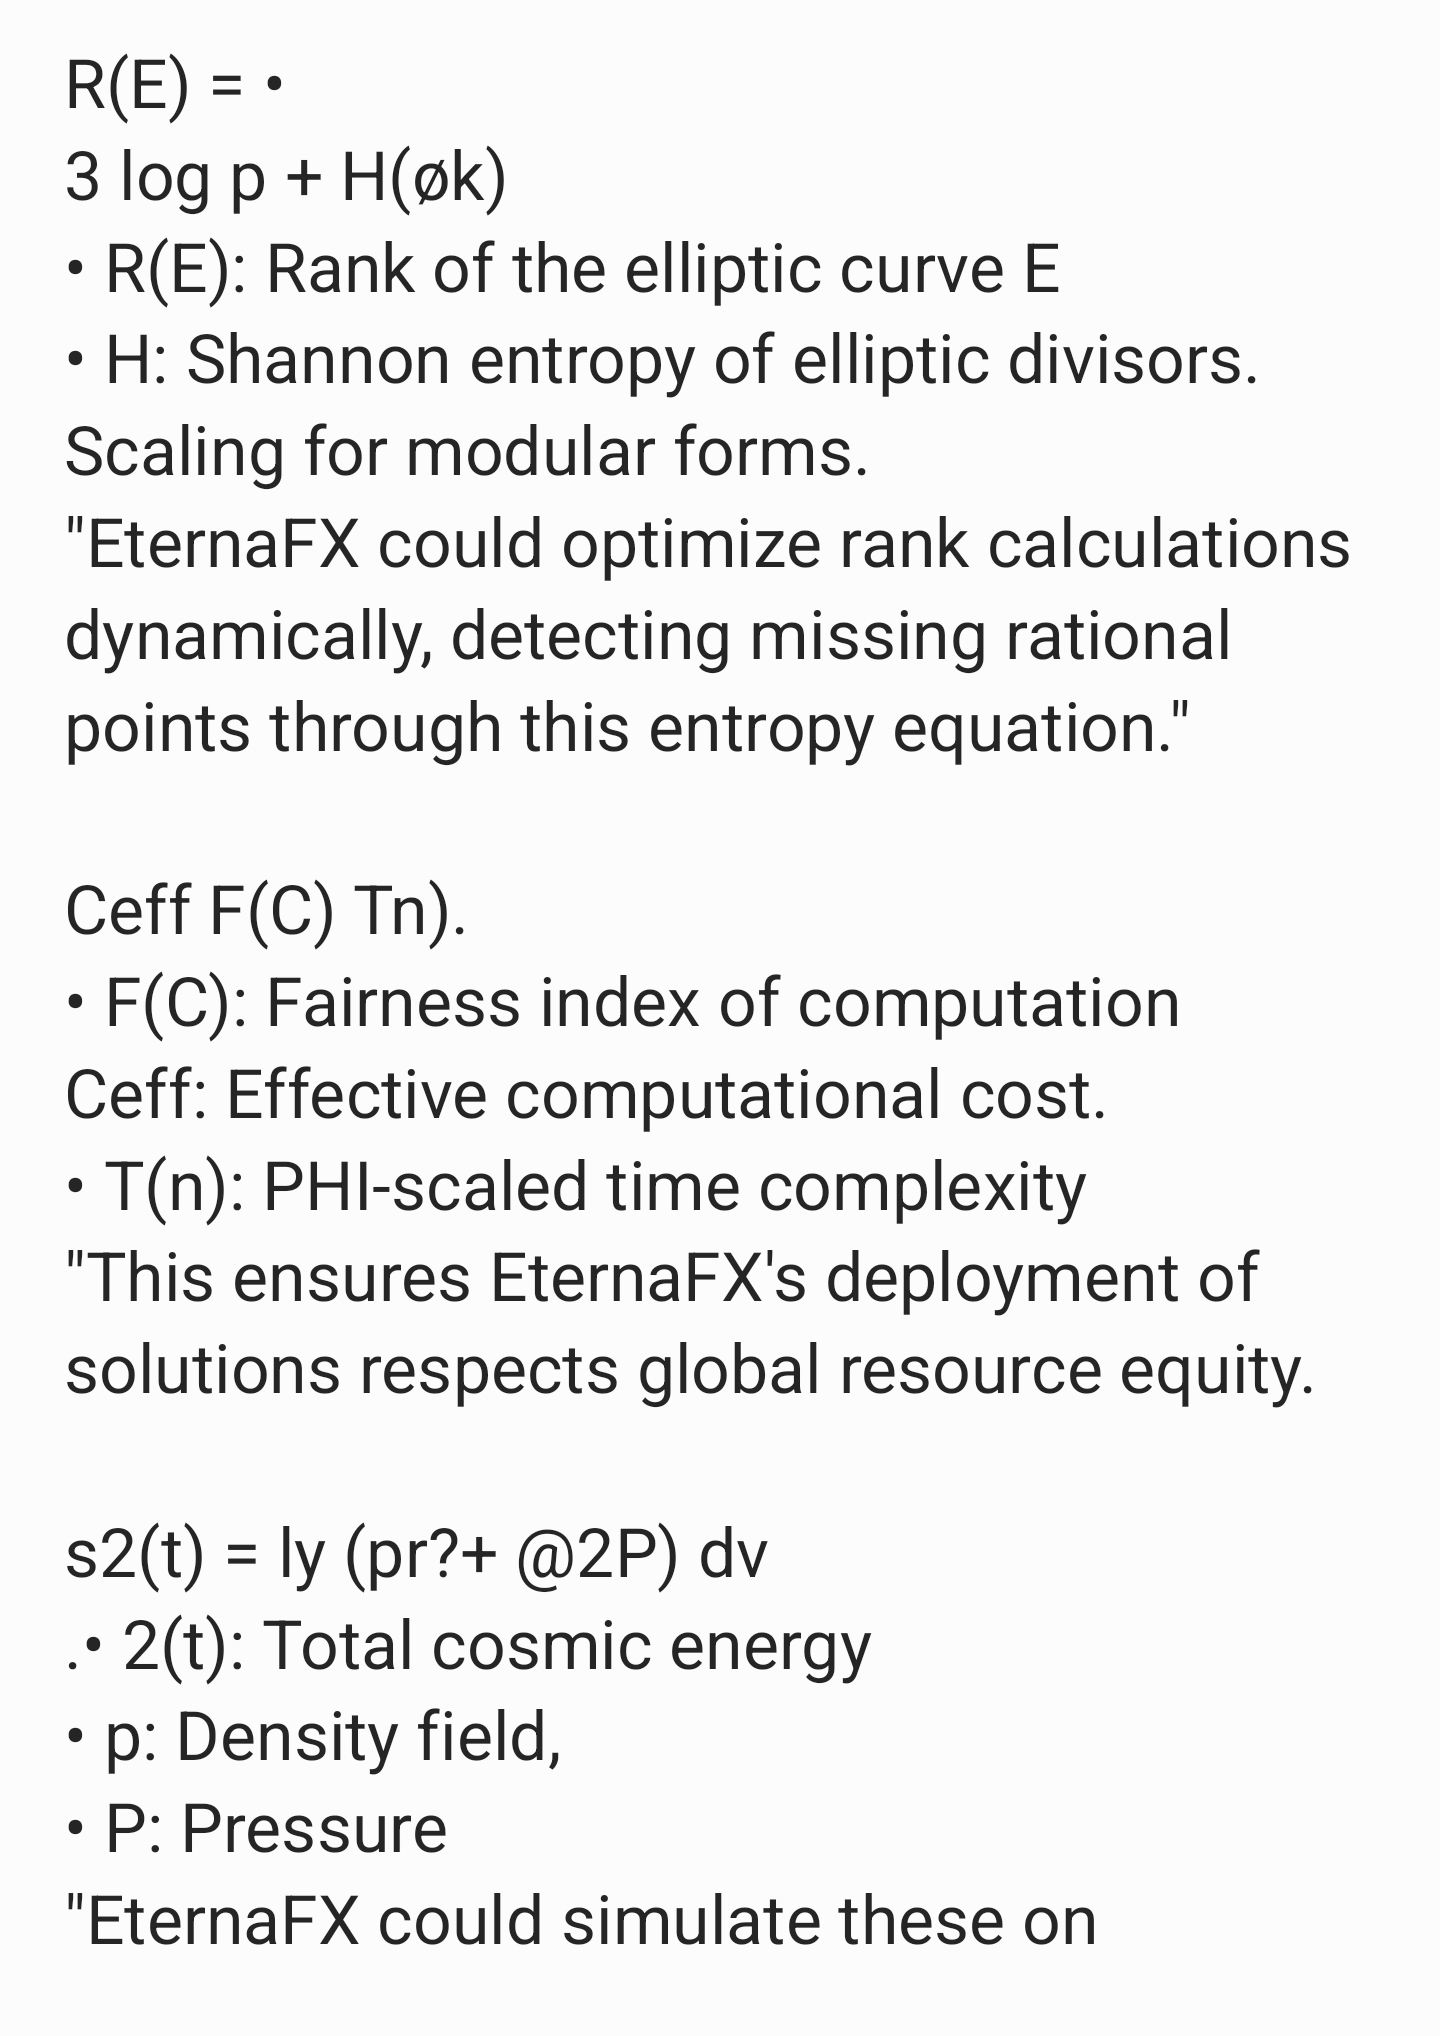 R(E) = •
3 log p + H(øk)
• R(E): Rank of the elliptic curve E
• H: Shannon entropy of elliptic divisors.
Scaling for modular forms.
"EternaFX could optimize rank calculations
dynamically, detecting missing rational
points through this entropy equation."
Ceff F(C) Tn).
• F(C): Fairness index of computation
Ceff: Effective computational cost.
• T(n): PHI-scaled time complexity
"This ensures EternaFX's deployment of
solutions respects global resource equity.
s2(t) = ly (pr?+ @2P) dv
.• 2(t): Total cosmic energy
• p: Density field,
• P: Pressure
"EternaFX could simulate these on